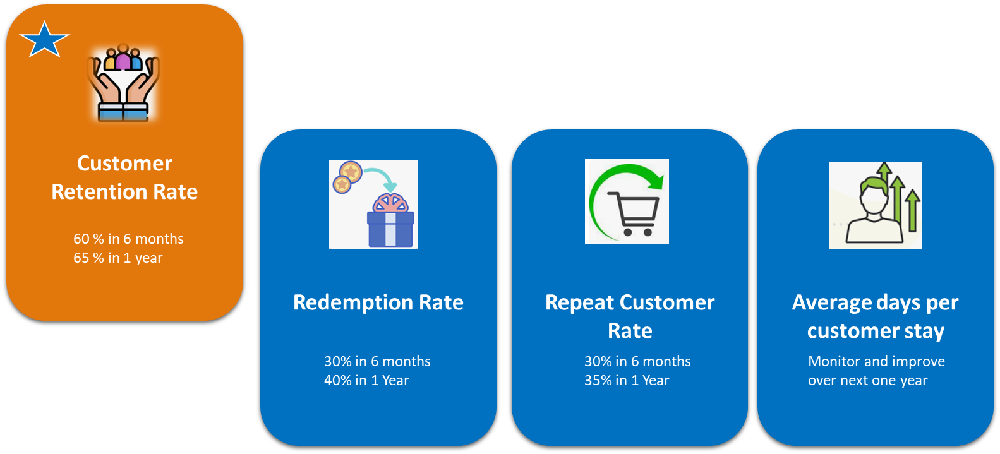 Customer
Retention Rate
60 % in 6 months
65 % in 1 year
Redemption Rate
30% in 6 months
40% in 1 Year
Repeat Customer
Rate
30% in 6 months
35% in 1 Year
Average days per
customer stay
Monitor and improve
over next one year